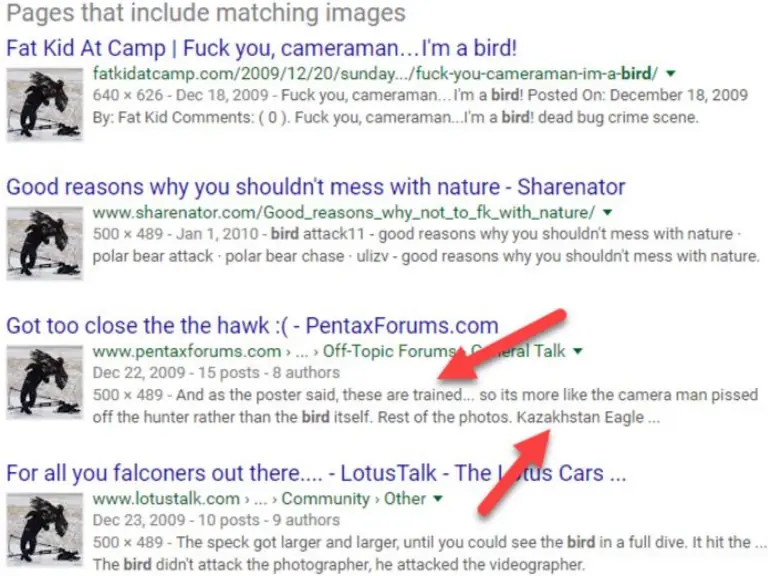 Pages that include matching images
Fat Kid At Camp | Fuck you, cameraman…I'm a bird!
fatkidatcamp.com/2009/12/20/sunday.../fuck-you-cameraman-im-a-bird/
640 × 626 - Dec 18, 2009 - Fuck you, cameraman…I'm a bird! Posted On: December 18, 2009
By: Fat Kid Comments: ( 0 ). Fuck you, cameraman...I'm a bird! dead bug crime scene.
Good reasons why you shouldn't mess with nature - Sharenator
www.sharenator.com/Good_reasons_why_not_to_fk_with_nature/
500 × 489 - Jan 1, 2010 - bird attack11 - good reasons why you shouldn't mess with nature ·
polar bear attack · polar bear chase · ulizv - good reasons why you shouldn't mess with nature.
Got too close the the hawk :( - PentaxForums.com
www.pentaxforums.com › ... › Off-Topic Forums › General Talk
Dec 22, 2009 - 15 posts - 8 authors
500 × 489 - And as the poster said, these are trained... so its more like the camera man pissed
off the hunter rather than the bird itself. Rest of the photos. Kazakhstan Eagle ...
For all you falconers out there.... - LotusTalk - The Lotus Cars ...
www.lotustalk.com › ... › Community › Other
Dec 23, 2009 - 10 posts - 9 authors
500 × 489 - The speck got larger and larger, until you could see the bird in a full dive. It hit the ...
The bird didn't attack the photographer, he attacked the videographer.